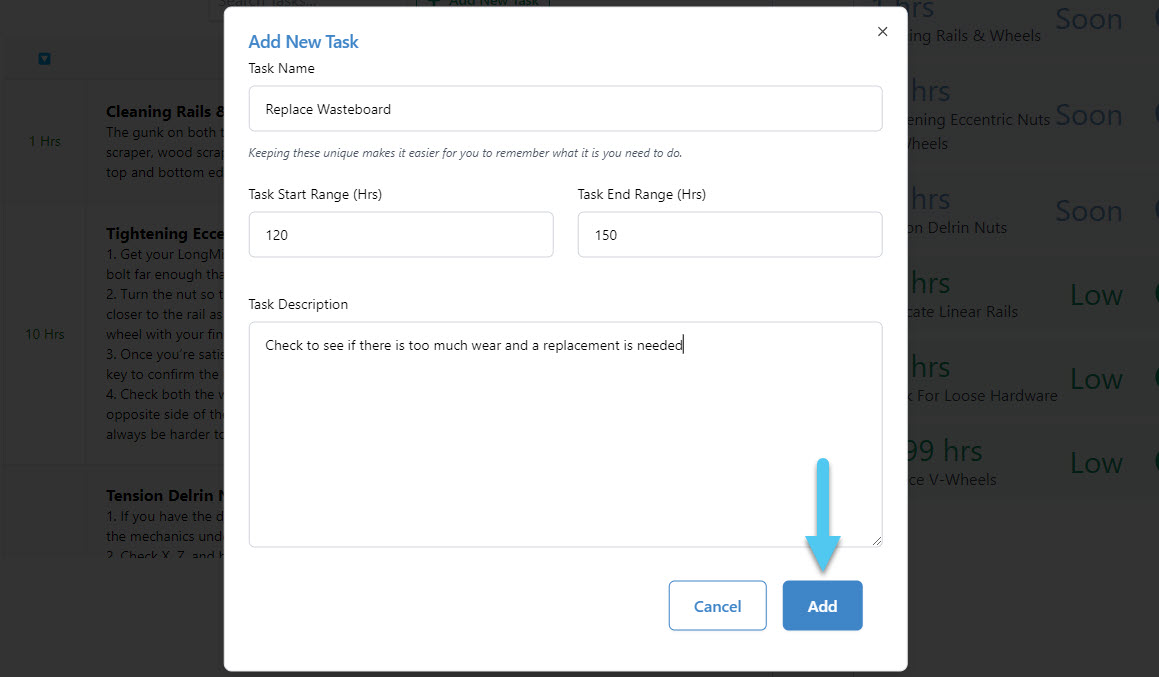 Search Tasks...
Add New Task
hrs
ing Rails & Wheels
Soon
Add New Task
Task Name
Replace Wasteboard
Keeping these unique makes it easier for you to remember what it is you need to do.
Task Start Range (Hrs)
Task End Range (Hrs)
120
150
Task Description
Check to see if there is too much wear and a replacement is needed
Cancel
Add
1 Hrs
Cleaning Rails &
The gunk on both t
scraper, wood scrap
top and bottom ed
10 Hrs
Tightening Ecce
1. Get your LongMi
bolt far enough tha
2. Turn the nut so t
closer to the rail as
wheel with your fin
3. Once you're satis
key to confirm the
4. Check both the w
opposite side of the
always be harder to
Tension Delrin N
1. If you have the d
the mechanics und
2. Check X, Z, and b
hrs
ening Eccentric Nuts
Wheels
Soon
hrs
on Delrin Nuts
Soon
hrs
cate Linear Rails
Low
hrs
k For Loose Hardware
Low
99 hrs
ce V-Wheels
Low